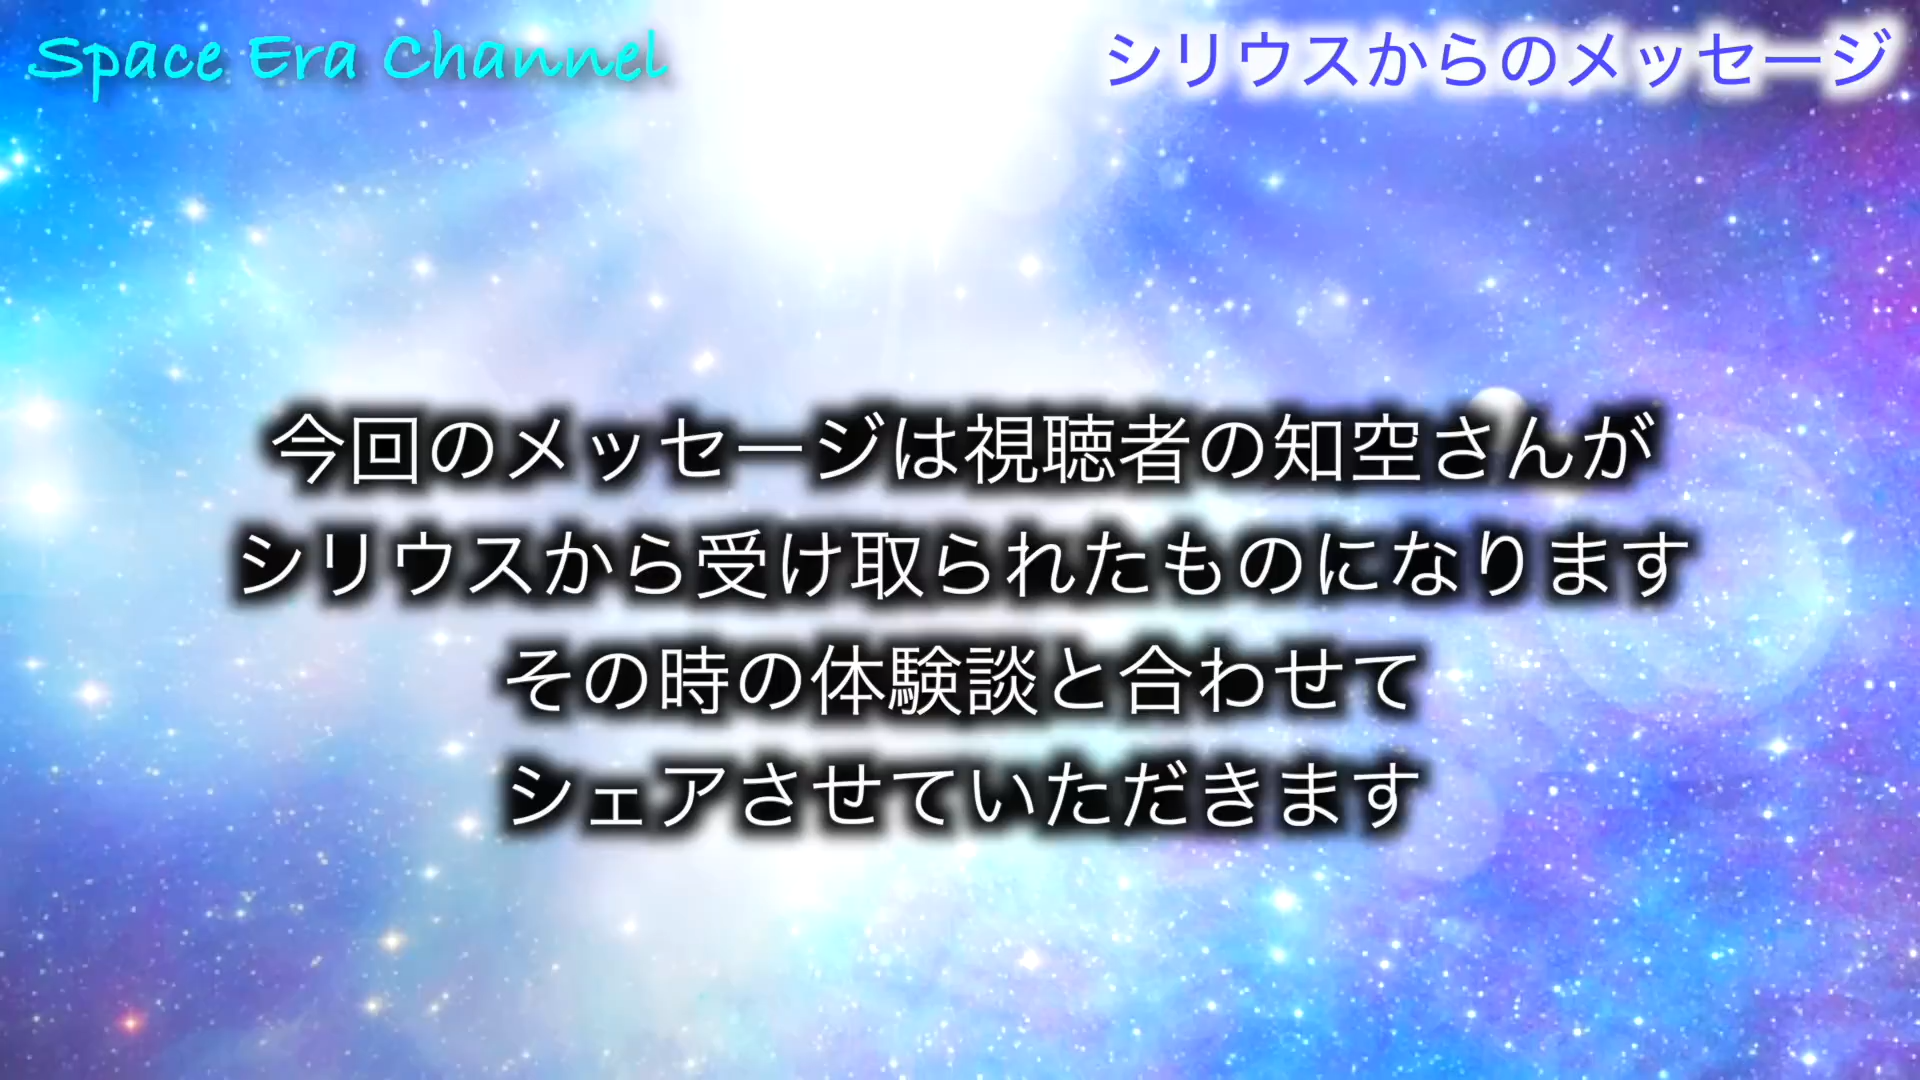 Space Era Channel
シリウスからのメッセージ
今回のメッセージは視聴者の知空さんが
シリウスから受け取られたものになります
その時の体験談と合わせて
シェアさせていただきます